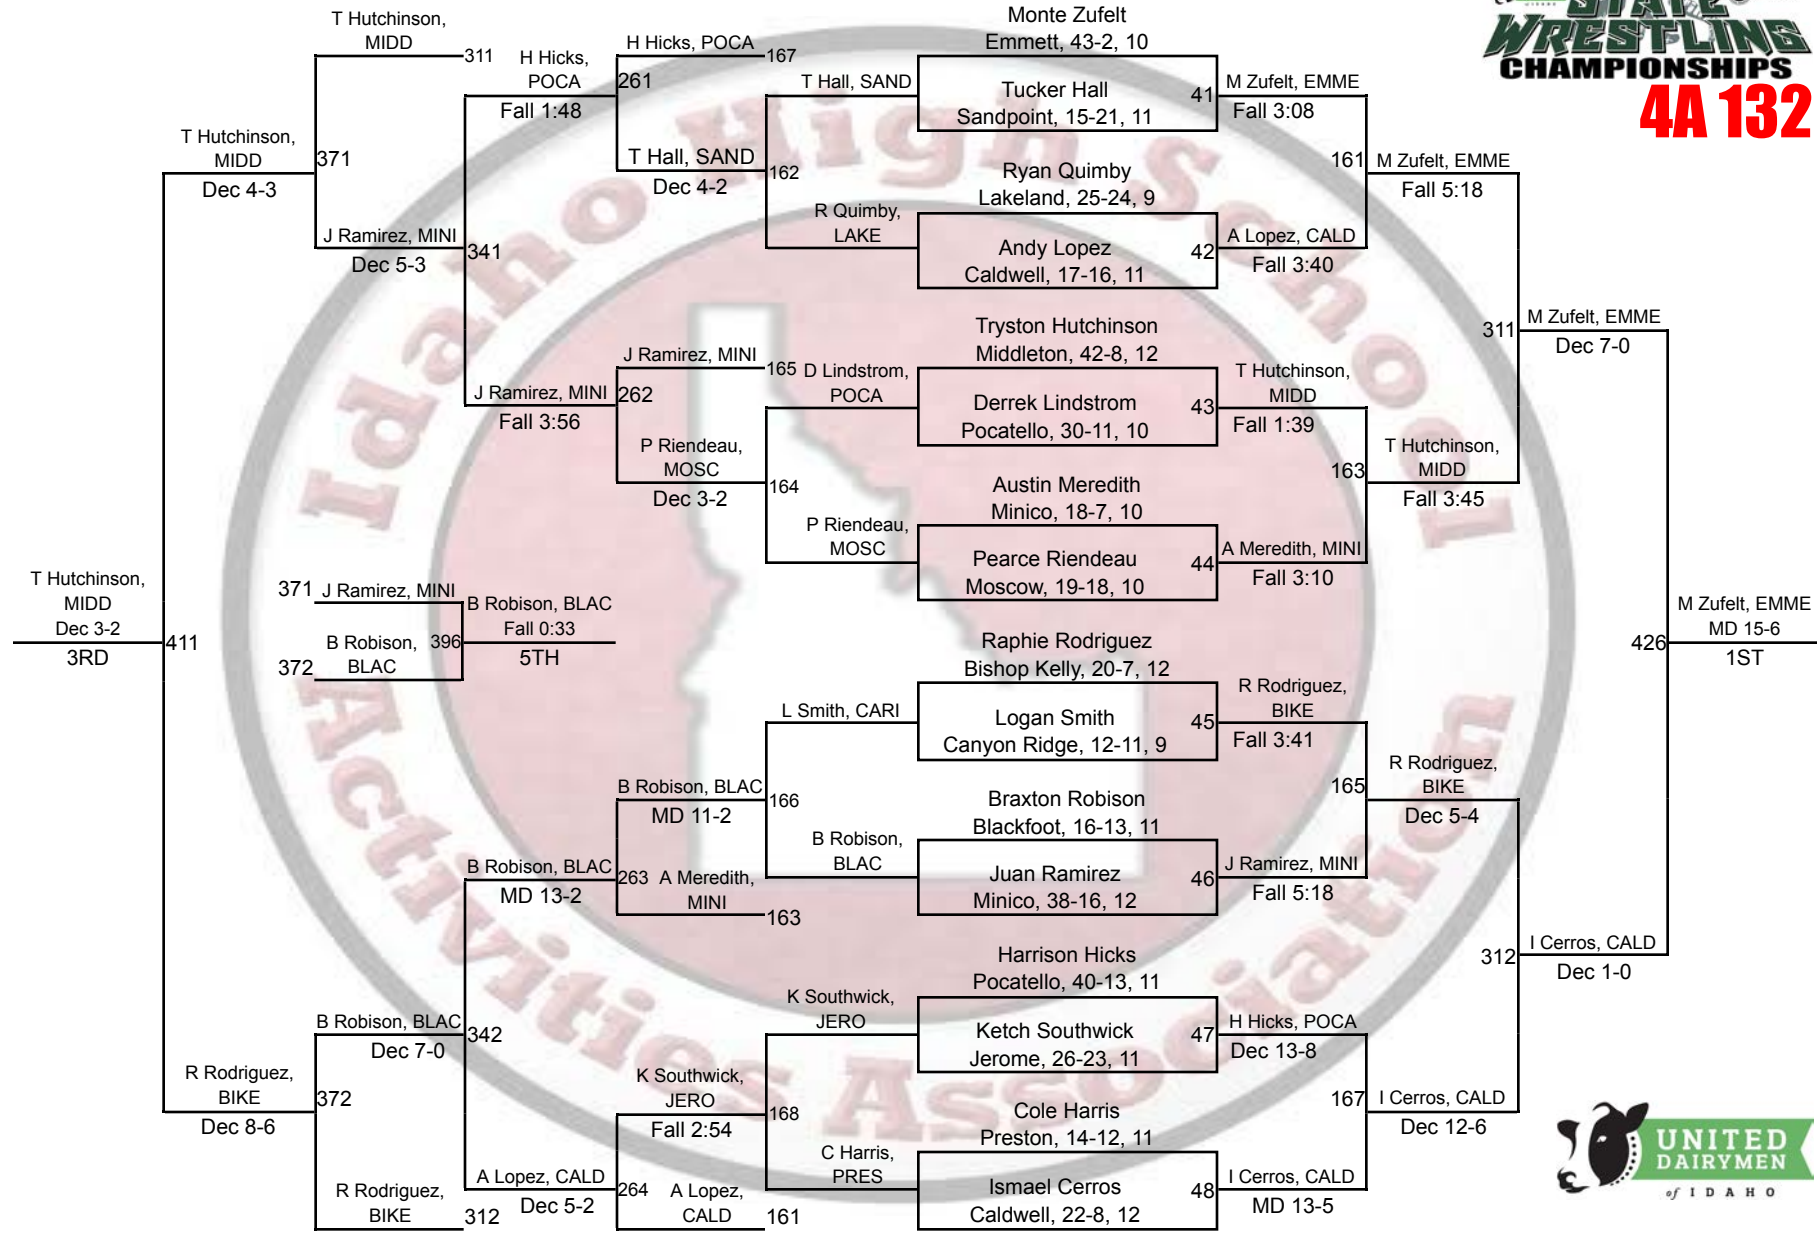 STATE
WRESTLING
CHAMPIONSHIPS
4A 132
Idaho High School
Activities Association
T Hutchinson,
MIDD
311
H Hicks,
POCA
Fall 1:48
H Hicks, POCA
167
261
T Hall, SAND
Dec 4-2
162
T Hutchinson,
MIDD
Dec 4-3
371
J Ramirez, MINI
Dec 5-3
341
J Ramirez, MINI
165
J Ramirez, MINI
Fall 3:56
262
P Riendeau,
MOSC
Dec 3-2
164
T Hall, SAND
R Quimby,
LAKE
D Lindstrom,
POCA
P Riendeau,
MOSC
Monte Zufelt
Emmett, 43-2, 10
Tucker Hall
Sandpoint, 15-21, 11
41
M Zufelt, EMME
Fall 3:08
Ryan Quimby
Lakeland, 25-24, 9
Andy Lopez
Caldwell, 17-16, 11
42
A Lopez, CALD
Fall 3:40
161
M Zufelt, EMME
Fall 5:18
Tryston Hutchinson
Middleton, 42-8, 12
Derrek Lindstrom
Pocatello, 30-11, 10
43
T Hutchinson,
MIDD
Fall 1:39
Austin Meredith
Minico, 18-7, 10
Pearce Riendeau
Moscow, 19-18, 10
44
A Meredith, MINI
Fall 3:10
163
T Hutchinson,
MIDD
Fall 3:45
311
M Zufelt, EMME
Dec 7-0
T Hutchinson,
MIDD
Dec 3-2
3RD
411
371
J Ramirez, MINI
372
B Robison,
BLAC
396
B Robison, BLAC
Fall 0:33
5TH
M Zufelt, EMME
MD 15-6
1ST
426
Raphie Rodriguez
Bishop Kelly, 20-7, 12
Logan Smith
Canyon Ridge, 12-11, 9
45
R Rodriguez,
BIKE
Fall 3:41
Braxton Robison
Blackfoot, 16-13, 11
Juan Ramirez
Minico, 38-16, 12
46
J Ramirez, MINI
Fall 5:18
165
R Rodriguez,
BIKE
Dec 5-4
L Smith, CARI
B Robison,
BLAC
B Robison, BLAC
MD 11-2
166
B Robison, BLAC
MD 13-2
263
A Meredith,
MINI
163
Harrison Hicks
Pocatello, 40-13, 11
Ketch Southwick
Jerome, 26-23, 11
47
H Hicks, POCA
Dec 13-8
Cole Harris
Preston, 14-12, 11
Ismael Cerros
Caldwell, 22-8, 12
48
I Cerros, CALD
MD 13-5
167
I Cerros, CALD
Dec 12-6
312
I Cerros, CALD
Dec 1-0
K Southwick,
JERO
C Harris,
PRES
K Southwick,
JERO
Fall 2:54
168
A Lopez, CALD
Dec 5-2
264
A Lopez,
CALD
161
B Robison, BLAC
Dec 7-0
342
R Rodriguez,
BIKE
Dec 8-6
372
R Rodriguez,
BIKE
312
UNITED
DAIRYMEN
of IDAHO